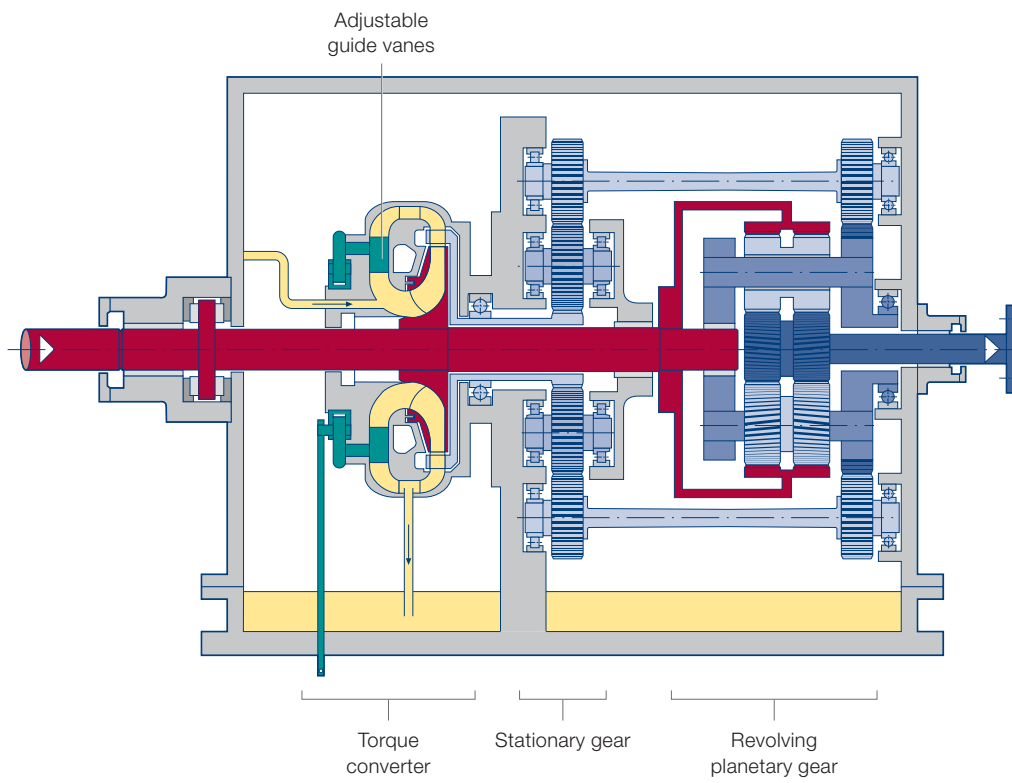 Adjustable
guide vanes
Torque
converter
Stationary gear
Revolving
planetary gear